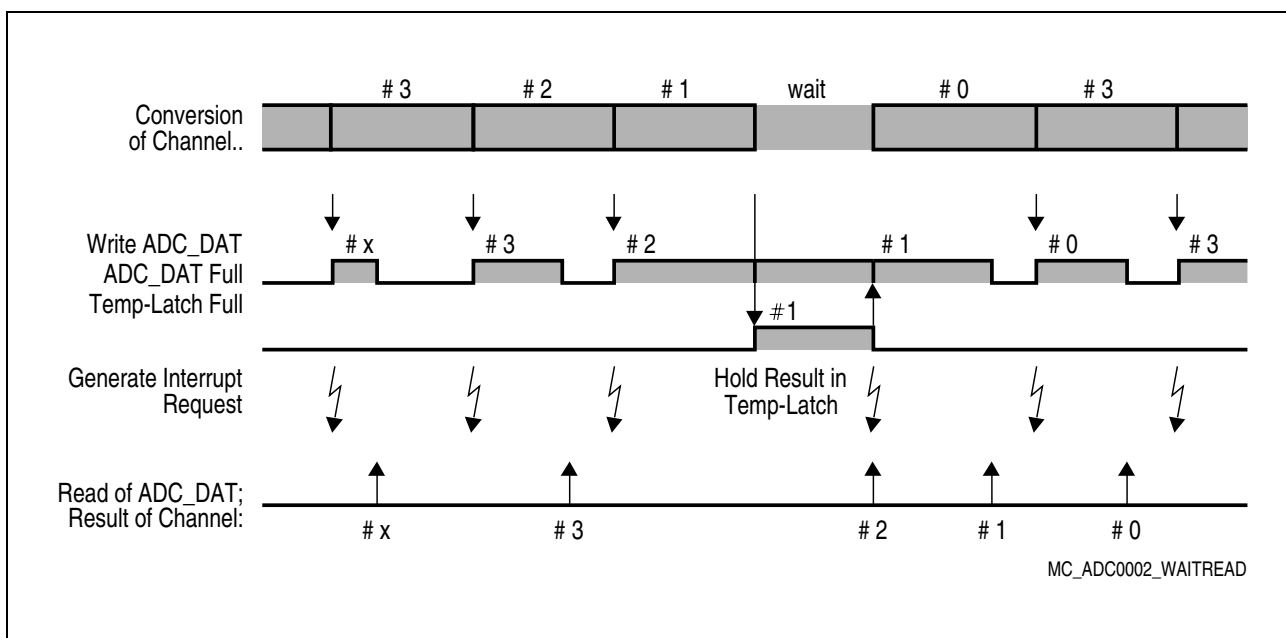 # 3 # 2 # 1 wait # 0 # 3
Conversion
of Channel..
Write ADC_DAT
# x # 3 # 2 # 1 # 0 # 3
ADC_DAT Full
Temp-Latch Full
#1
Generate Interrupt
Request
Hold Result in
Temp-Latch
Read of ADC_DAT;
Result of Channel:
# x # 3 # 2 # 1 # 0
MC_ADC0002_WAITREAD